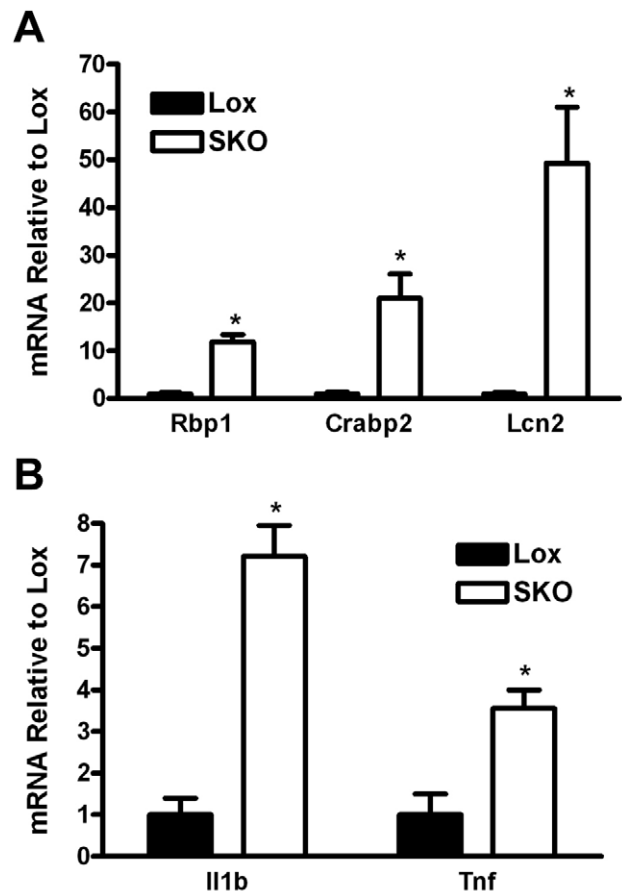 A
mRNA Relative to Lox
70
60
50
40
30
20
10
0
Lox
SKO
*
*
*
Rbp1 Crabp2 Lcn2
B
mRNA Relative to Lox
8
7
6
5
4
3
2
1
0
Lox
SKO
*
*
Il1b Tnf